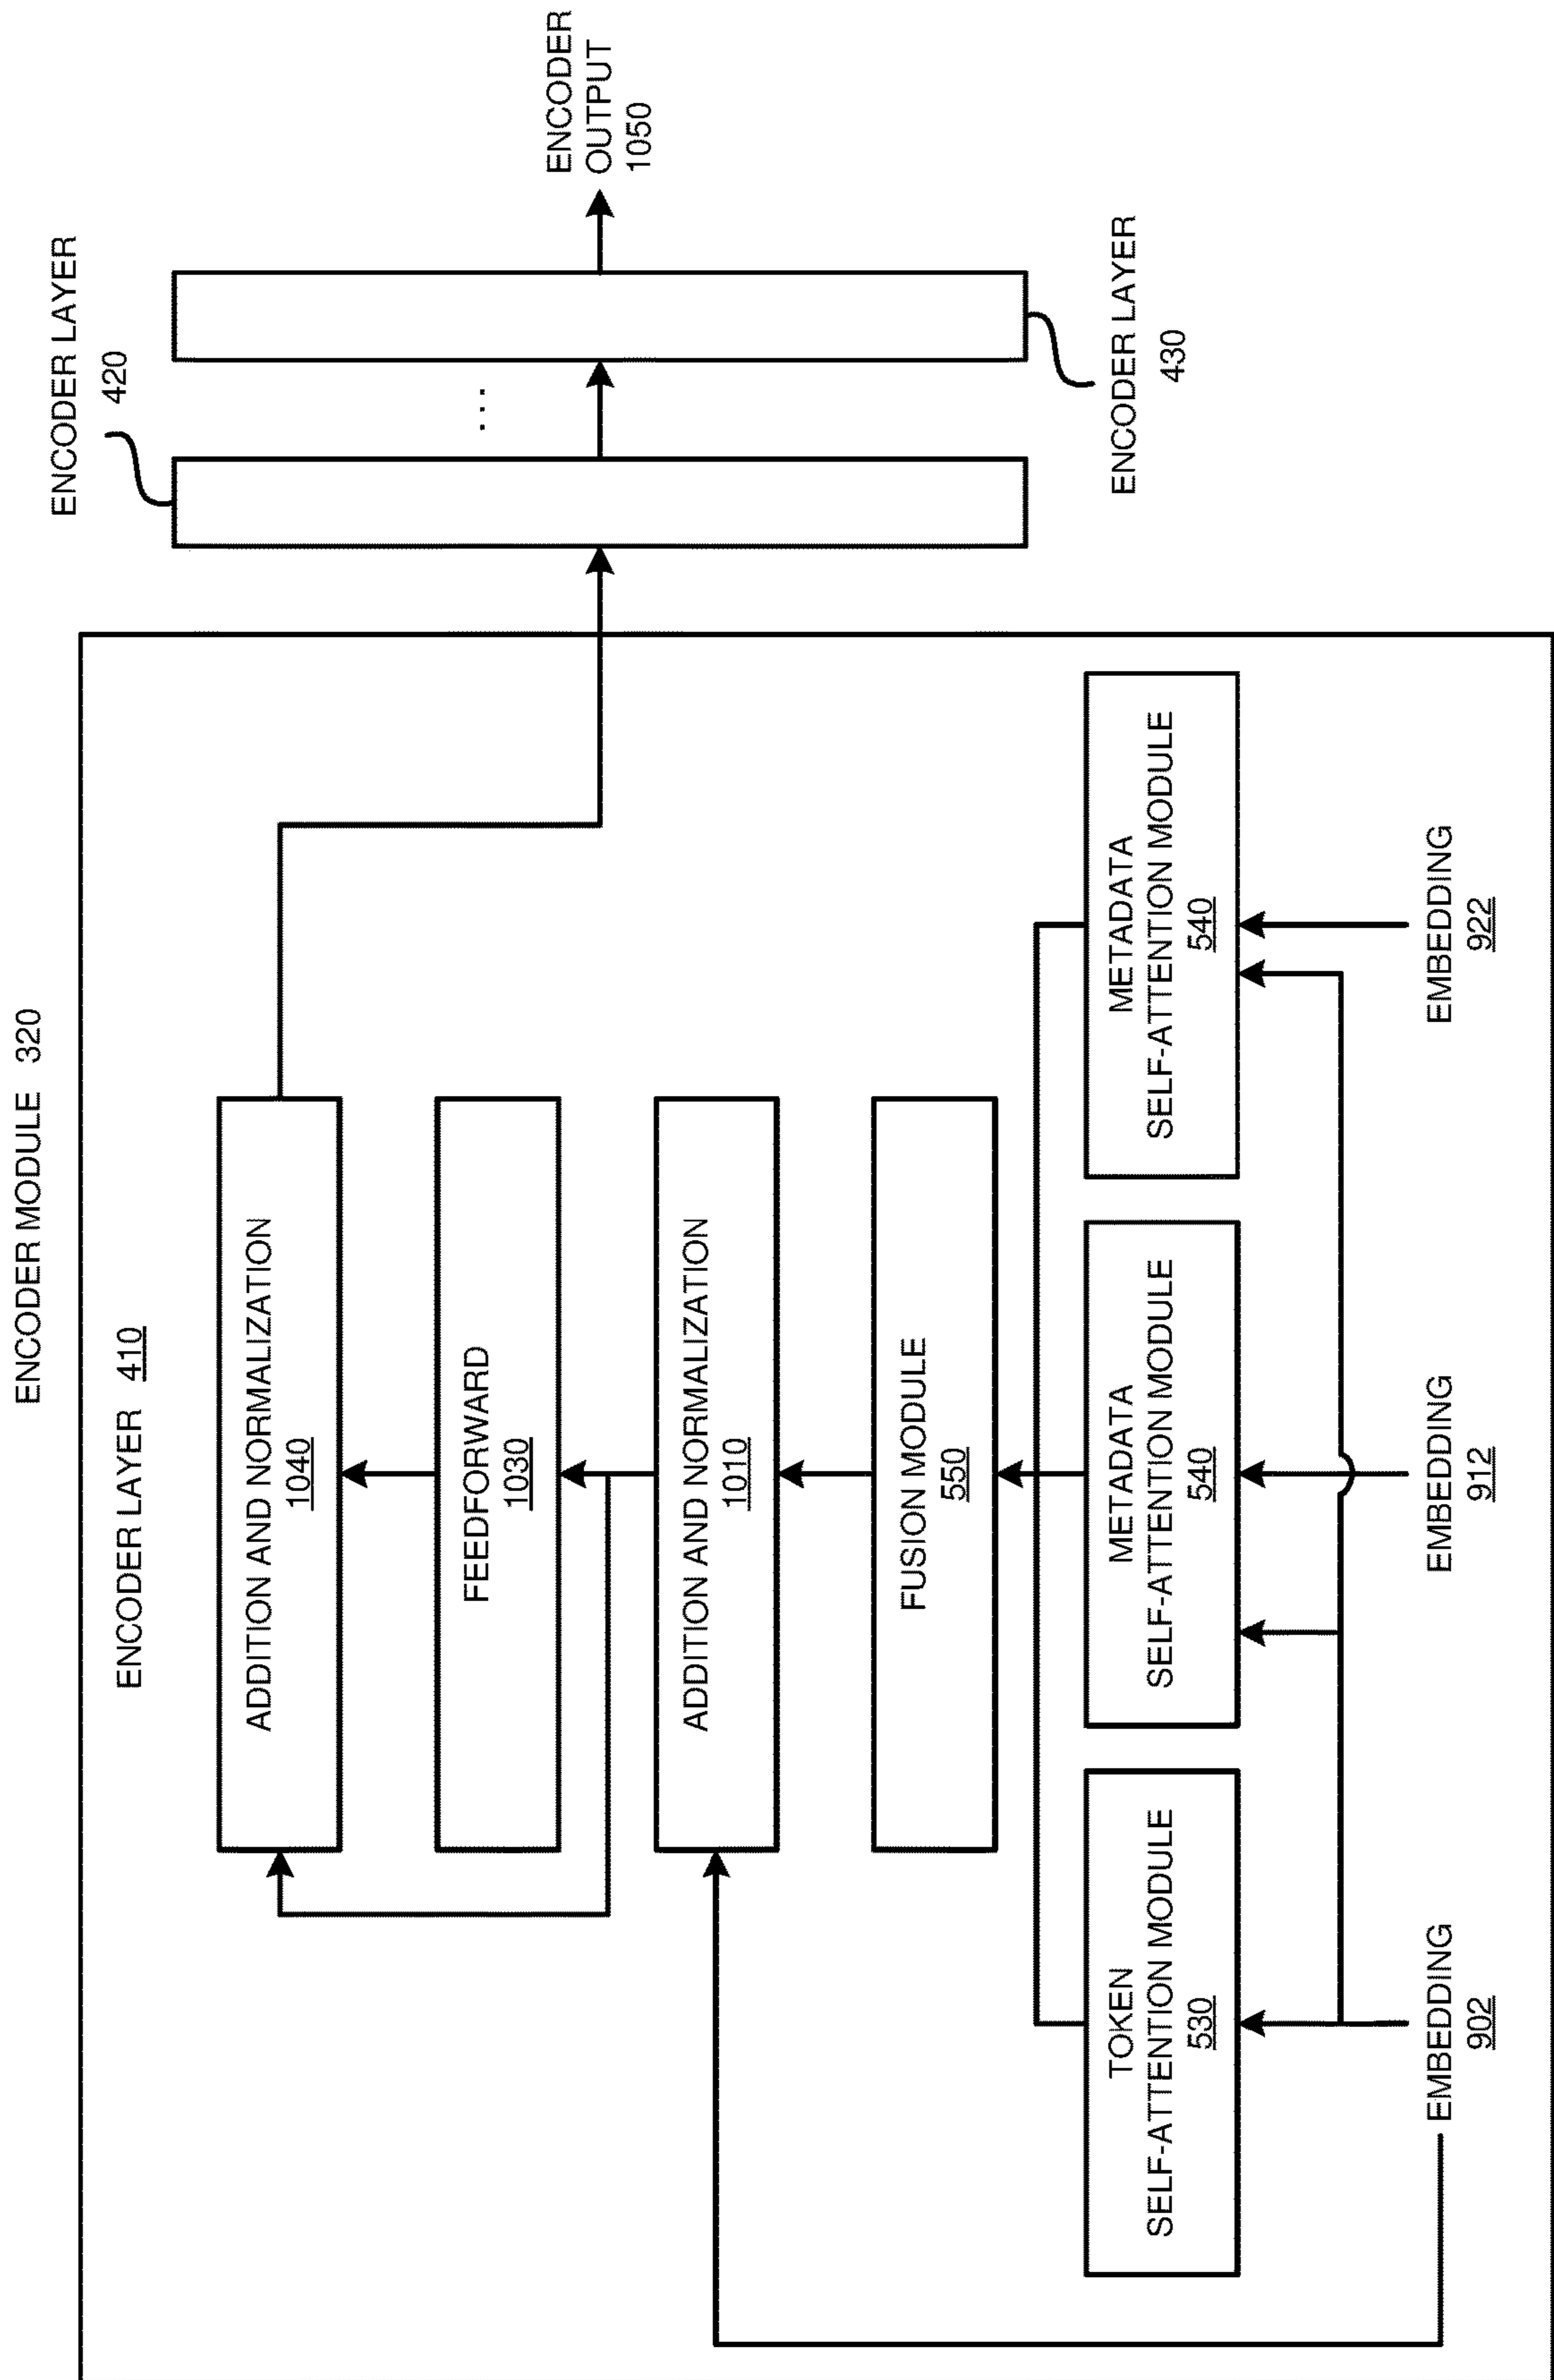 ENCODER MODULE 320
ENCODER LAYER 410
ADDITION AND NORMALIZATION
1040
FEEDFORWARD
1030
ADDITION AND NORMALIZATION
1010
FUSION MODULE
550
TOKEN
SELF-ATTENTION MODULE
530
METADATA
SELF-ATTENTION MODULE
540
METADATA
SELF-ATTENTION MODULE
540
EMBEDDING
902
EMBEDDING
912
EMBEDDING
922
ENCODER LAYER
420
...
ENCODER LAYER
430
ENCODER
OUTPUT
1050